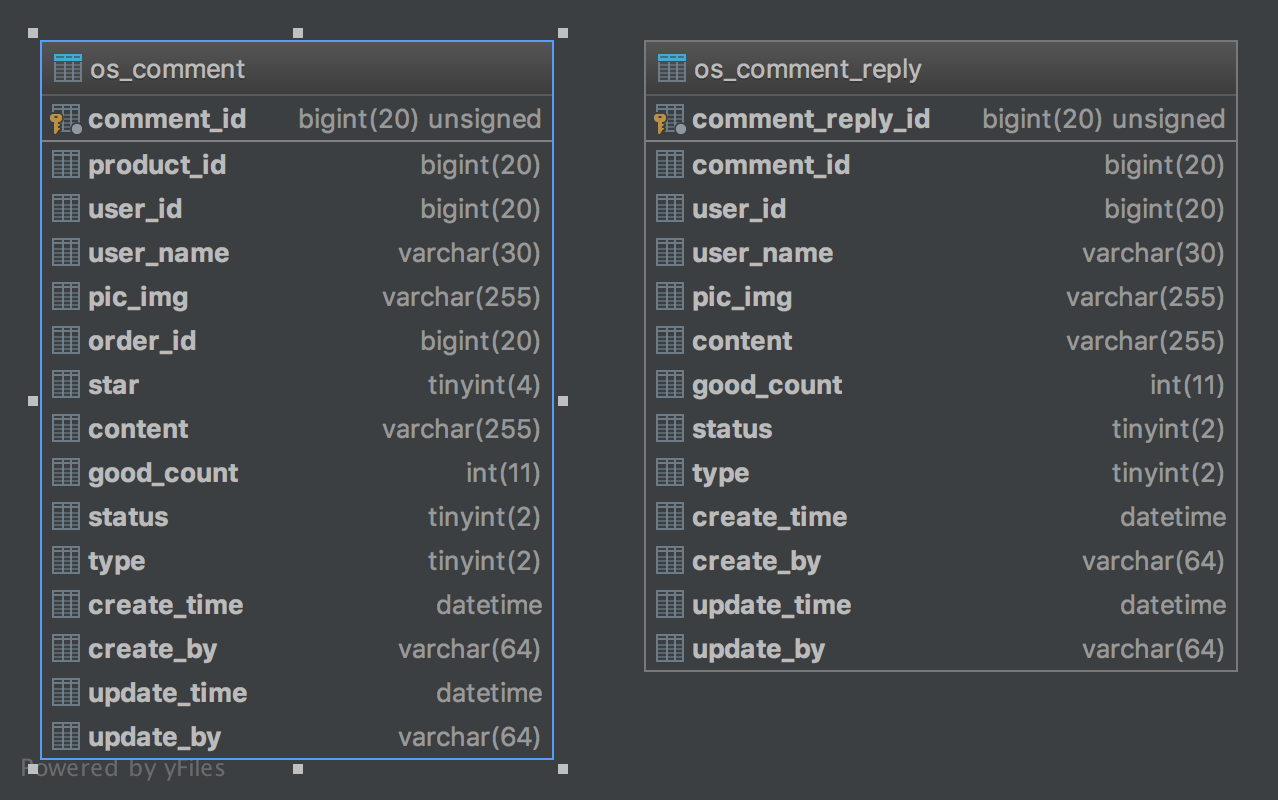 os_comment
comment_id bigint(20) unsigned
product_id bigint(20)
user_id bigint(20)
user_name varchar(30)
pic_img varchar(255)
order_id bigint(20)
star tinyint(4)
content varchar(255)
good_count int(11)
status tinyint(2)
type tinyint(2)
create_time datetime
create_by varchar(64)
update_time datetime
update_by varchar(64)
Powered by yFiles
os_comment_reply
comment_reply_id bigint(20) unsigned
comment_id bigint(20)
user_id bigint(20)
user_name varchar(30)
pic_img varchar(255)
content varchar(255)
good_count int(11)
status tinyint(2)
type tinyint(2)
create_time datetime
create_by varchar(64)
update_time datetime
update_by varchar(64)